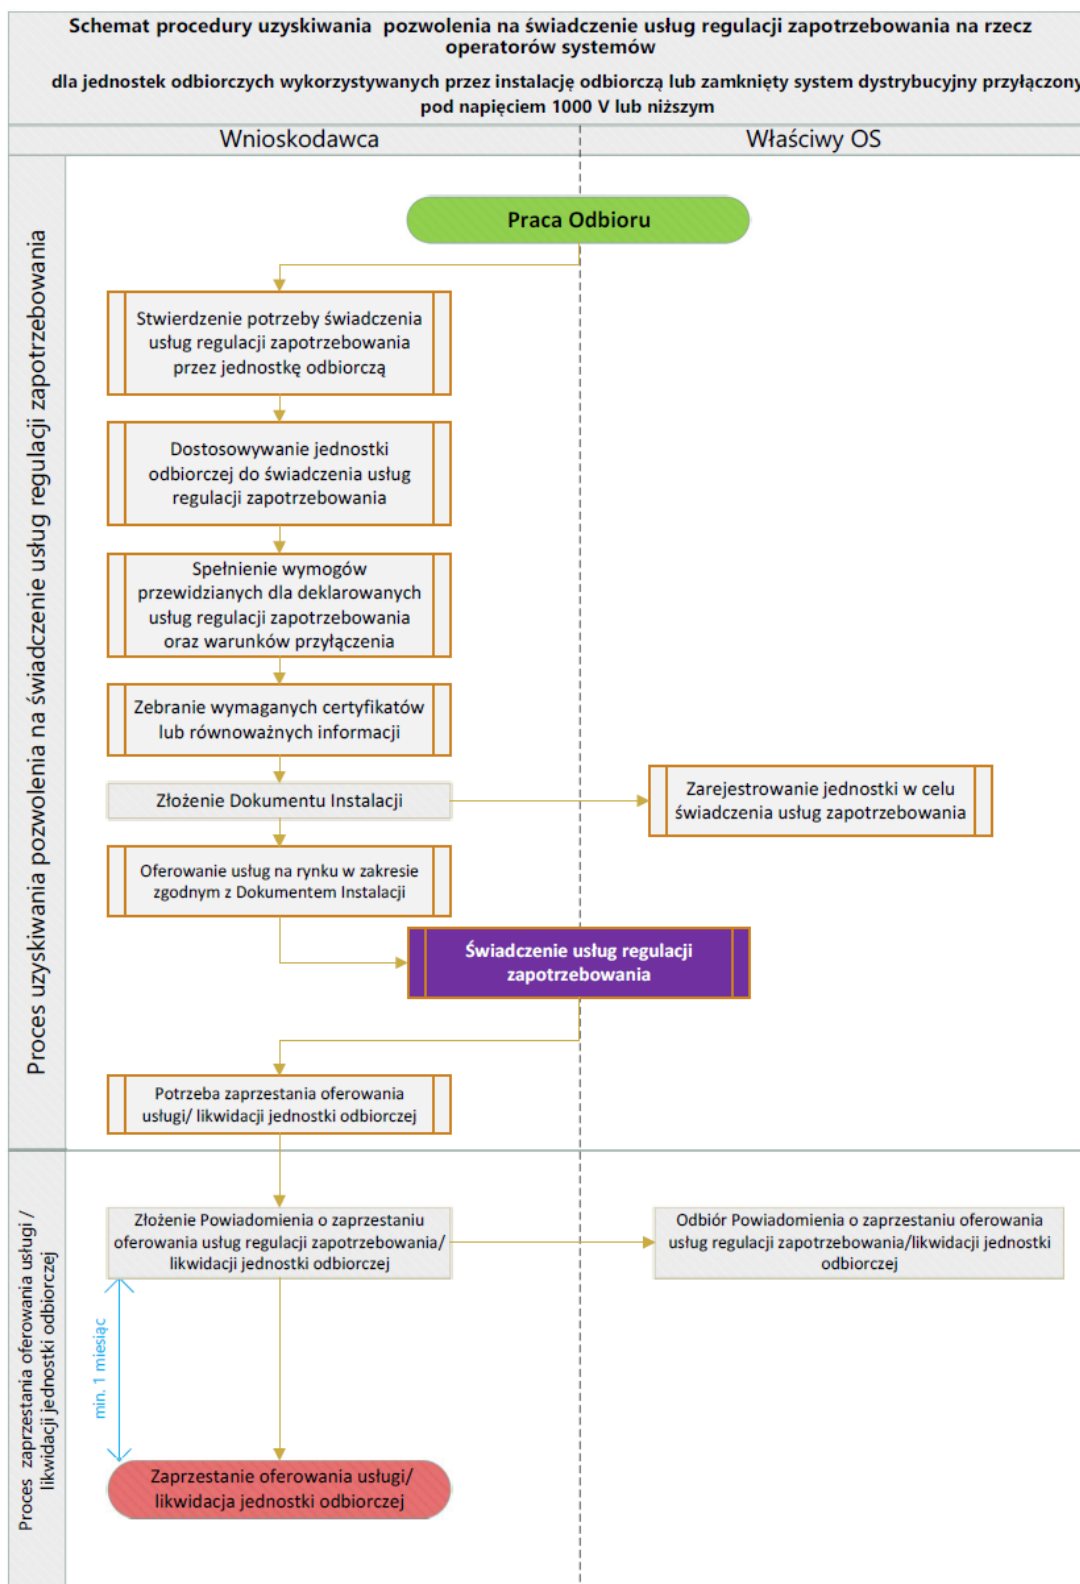 Schemat procedury uzyskiwania pozwolenia na świadczenie usług regulacji zapotrzebowania na rzecz
operatorów systemów
dla jednostek odbiorczych wykorzystywanych przez instalację odbiorczą lub zamknięty system dystrybucyjny przyłączony
pod napięciem 1000 V lub niższym
Wnioskodawca
Właściwy OS
Proces uzyskiwania pozwolenia na świadczenie usług regulacji zapotrzebowania
Praca Odbioru
Stwierdzenie potrzeby świadczenia
usług regulacji zapotrzebowania
przez jednostkę odbiorczą
Dostosowywanie jednostki
odbiorczej do świadczenia usług
regulacji zapotrzebowania
Spełnienie wymogów
przewidzianych dla deklarowanych
usług regulacji zapotrzebowania
oraz warunków przyłączenia
Zebranie wymaganych certyfikatów
lub równoważnych informacji
Złożenie Dokumentu Instalacji
Zarejestrowanie jednostki w celu
świadczenia usług zapotrzebowania
Oferowanie usług na rynku w zakresie
zgodnym z Dokumentem Instalacji
Świadczenie usług regulacji
zapotrzebowania
Potrzeba zaprzestania oferowania
usługi/ likwidacji jednostki odbiorczej
Proces zaprzestania oferowania usługi /
likwidacji jednostki odbiorczej
Złożenie Powiadomienia o zaprzestaniu
oferowania usług regulacji zapotrzebowania/
likwidacji jednostki odbiorczej
Odbiór Powiadomienia o zaprzestaniu oferowania
usług regulacji zapotrzebowania/likwidacji jednostki
odbiorczej
min. 1 miesiąc
Zaprzestanie oferowania usługi/
likwidacja jednostki odbiorczej